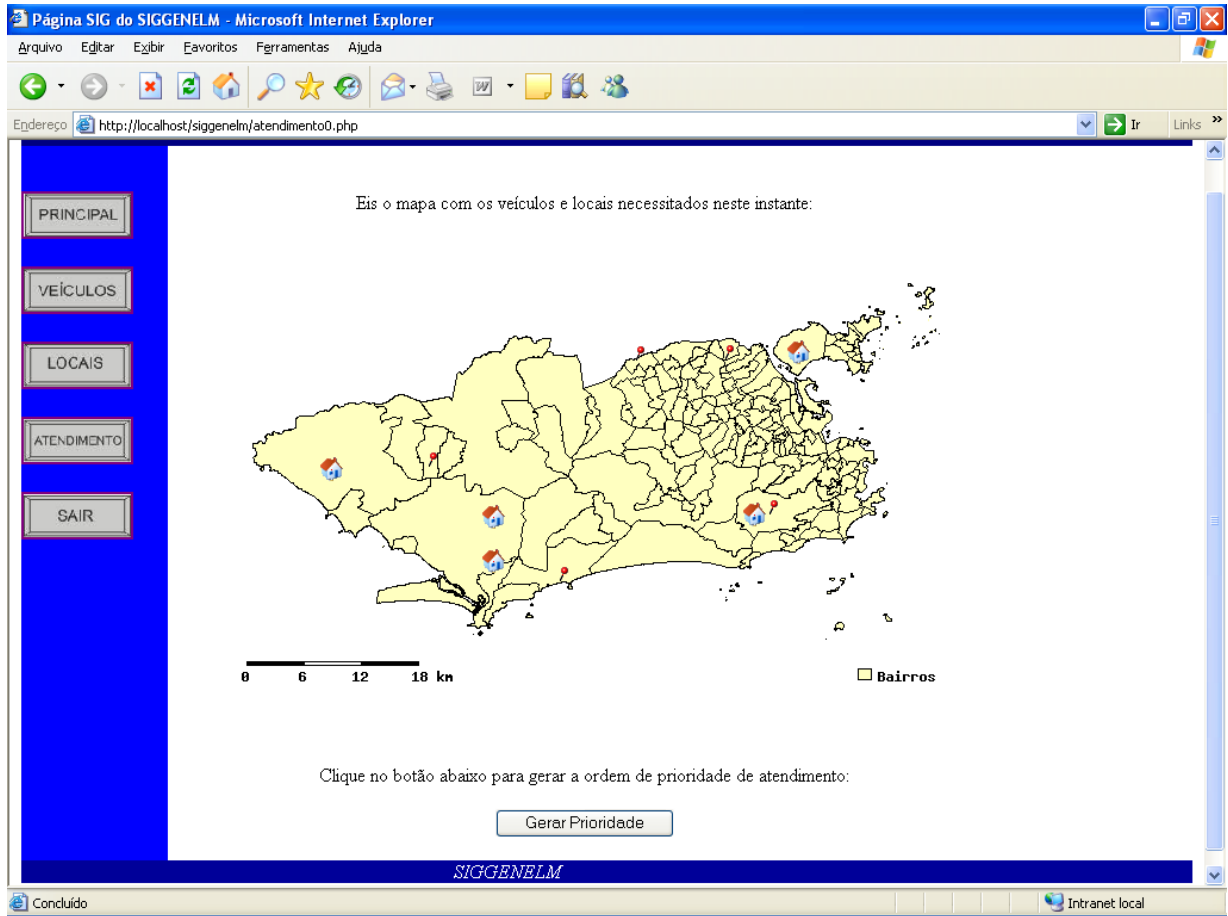 Página SIG do SIGGENELM - Microsoft Internet Explorer
Arquivo Editar Exibir Favoritos Ferramentas Ajuda
W
Endereço http://localhost/siggenelm/atendimento0.php Ir Links »
PRINCIPAL
VEÍCULOS
LOCAIS
ATENDIMENTO
SAIR
Eis o mapa com os veículos e locais necessitados neste instante:
0 6 12 18 km
Bairros
Clique no botão abaixo para gerar a ordem de prioridade de atendimento:
Gerar Prioridade
SIGGENELM
Concluído Intranet local